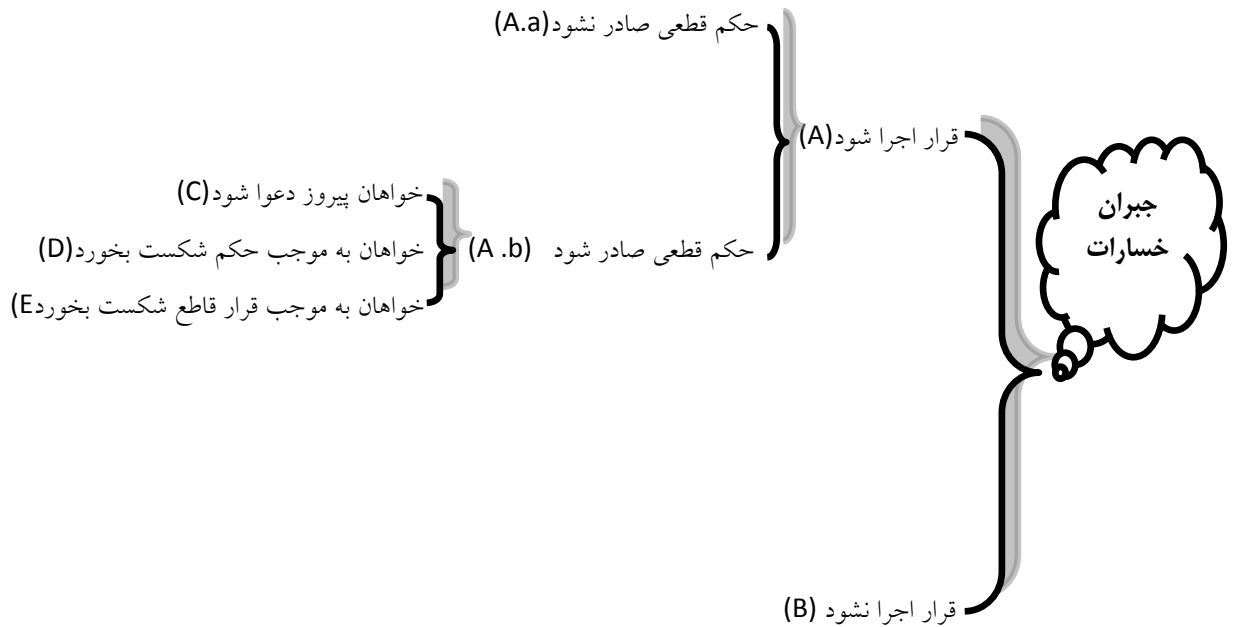 جبران
خسارات
قرار اجرا شود(A)
حکم قطعی صادر نشود(A.a)
حکم قطعی صادر شود (A .b)
خواهان پیروز دعوا شود(C)
خواهان به موجب حکم شکست بخورد(D)
خواهان به موجب قرار قاطع شکست بخوردE)
قرار اجرا نشود (B)